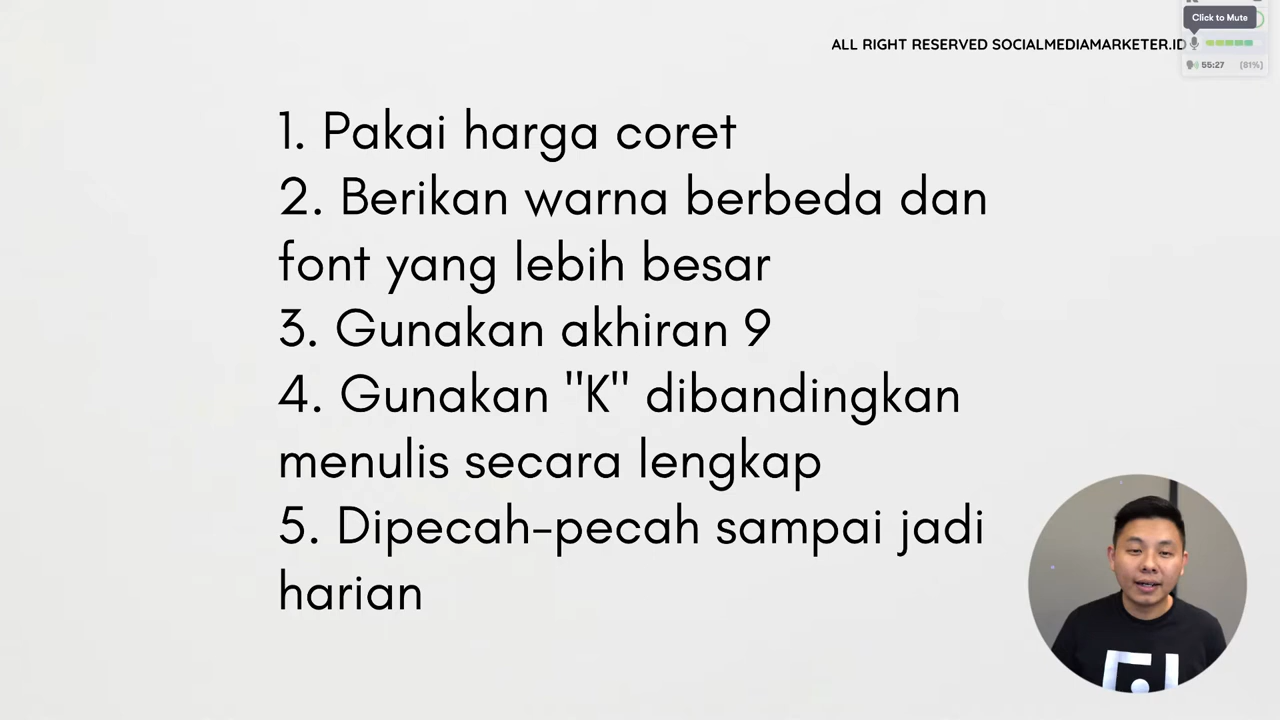 Click to Mute
ALL RIGHT RESERVED SOCIALMEDIAMARKETER.ID
55:27 (81%)
1. Pakai harga coret
2. Berikan warna berbeda dan
font yang lebih besar
3. Gunakan akhiran 9
4. Gunakan "K" dibandingkan
menulis secara lengkap
5. Dipecah-pecah sampai jadi
harian